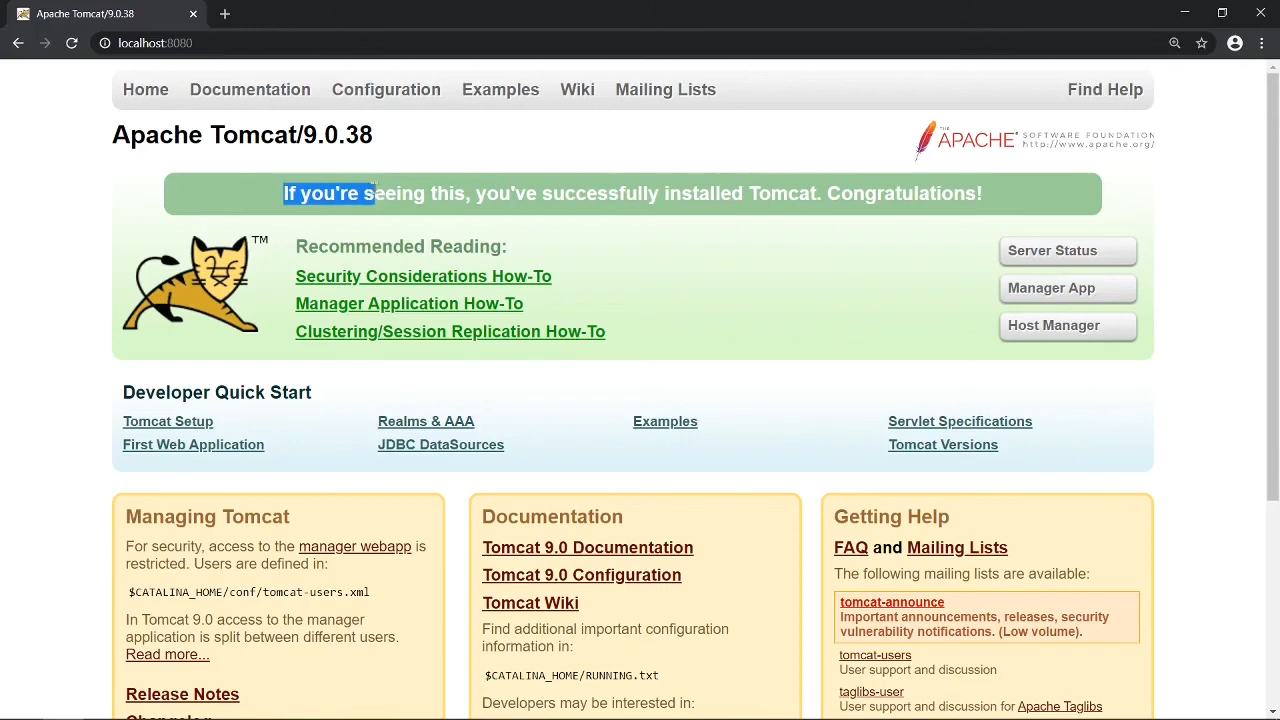 Apache Tomcat/9.0.38
localhost:8080
Home Documentation Configuration Examples Wiki Mailing Lists Find Help
Apache Tomcat/9.0.38
THE APACHE® SOFTWARE FOUNDATION
http://www.apache.org/
If you're seeing this, you've successfully installed Tomcat. Congratulations!
TM
Recommended Reading:
Security Considerations How-To
Manager Application How-To
Clustering/Session Replication How-To
Server Status
Manager App
Host Manager
Developer Quick Start
Tomcat Setup
First Web Application
Realms & AAA
JDBC DataSources
Examples
Servlet Specifications
Tomcat Versions
Managing Tomcat
For security, access to the manager webapp is
restricted. Users are defined in:
$CATALINA_HOME/conf/tomcat-users.xml
In Tomcat 9.0 access to the manager
application is split between different users.
Read more...
Release Notes
Changelog
Documentation
Tomcat 9.0 Documentation
Tomcat 9.0 Configuration
Tomcat Wiki
Find additional important configuration
information in:
$CATALINA_HOME/RUNNING.txt
Developers may be interested in:
Getting Help
FAQ and Mailing Lists
The following mailing lists are available:
tomcat-announce
Important announcements, releases, security
vulnerability notifications. (Low volume).
tomcat-users
User support and discussion
taglibs-user
User support and discussion for Apache Taglibs